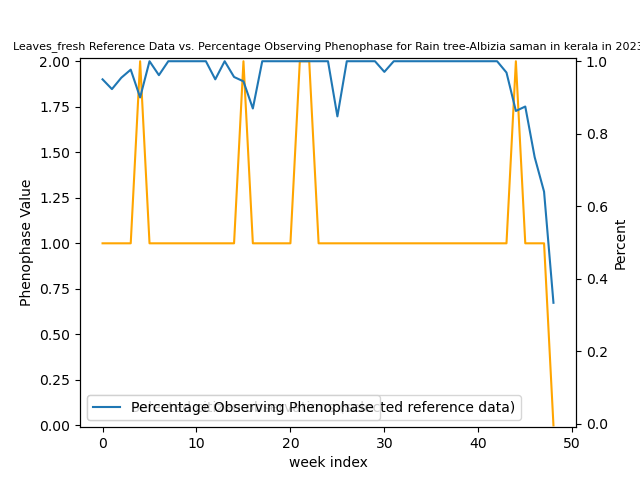 Leaves_fresh Reference Data vs. Percentage Observing Phenophase for Rain tree-Albizia saman in kerala in 2023
2.00
1.75
1.50
1.25
1.00
0.75
0.50
0.25
0.00
Phenophase Value
1.0
0.8
0.6
0.4
0.2
0.0
Percent
Percentage Observing Phenophase
ted reference data)
0 10 20 30 40 50
week index